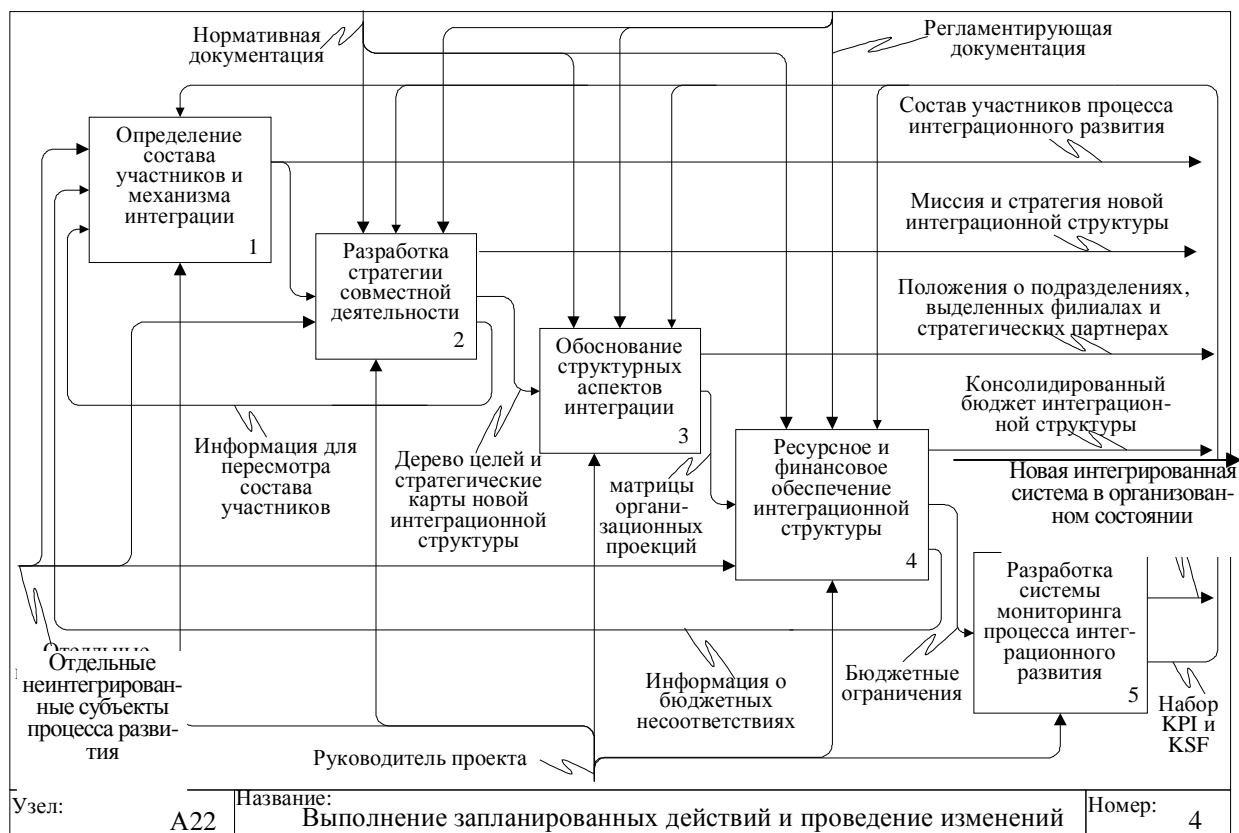 Нормативная
документация
Регламентирующая
документация
Определение
состава
участников и
механизма
интеграции
1
Состав участников процесса
интеграционного развития
Миссия и стратегия новой
интеграционной структуры
Разработка
стратегии
совместной
деятельности
2
Положения о подразделениях,
выделенных филиалах и
стратегических партнерах
Обоснование
структурных
аспектов
интеграции
3
Консолидированный
бюджет интеграцион-
ной структуры
Информация для
пересмотра
состава
участников
Дерево целей и
стратегические
карты новой
интеграционной
структуры
матрицы
органи-
зационных
проекций
Ресурсное и
финансовое
обеспечение
интеграционной
структуры
4
Новая интегрированная
система в организован-
ном состоянии
Разработка
системы
мониторинга
процесса интег-
рационного
развития
5
Отдельные
Отдельные
неинтегрирован-
ные субъекты
процесса разви-
тия
Информация о
бюджетных
несоответствиях
Бюджетные
ограничения
Набор
KPI и
KSF
Руководитель проекта
Узел:
А22
Название:
Выполнение запланированных действий и проведение изменений
Номер:
4